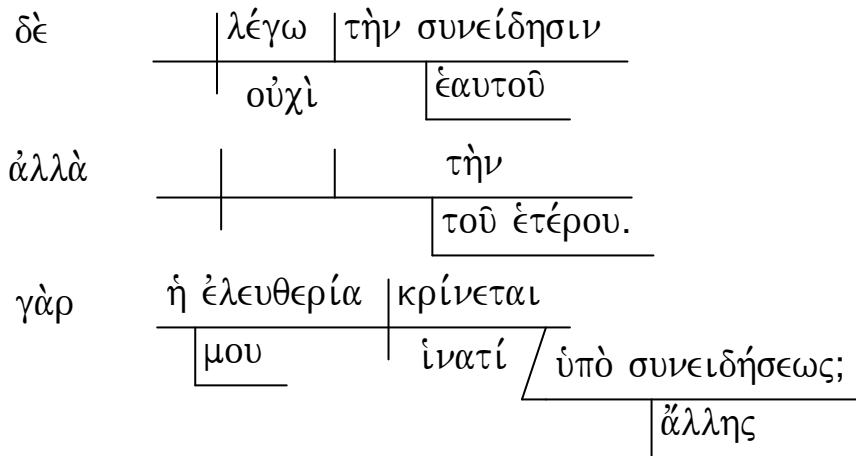 δὲ λέγω τὴν συνείδησιν
οὐχὶ ἑαυτοῦ
ἀλλὰ τὴν
τοῦ ἑτέρου.
γὰρ ἡ ἐλευθερία κρίνεται
μου ἱνατί ὑπὸ συνειδήσεως;
ἄλλης